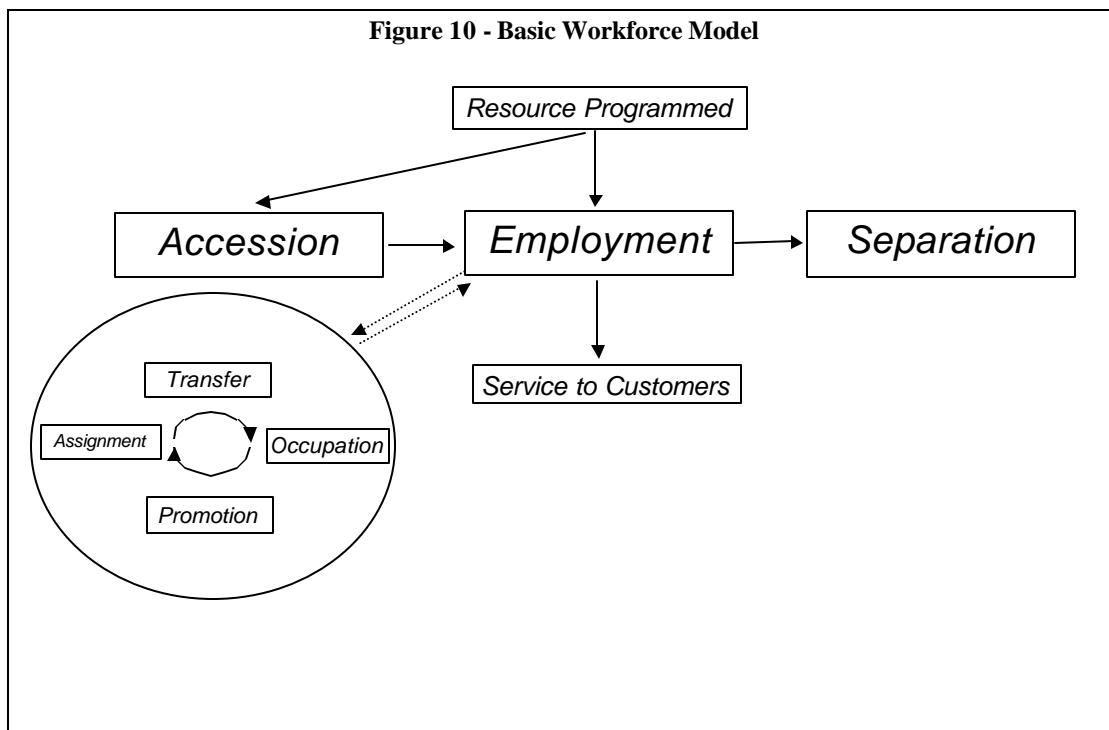 Figure 10 - Basic Workforce Model
Resource Programmed
Accession
Employment
Separation
Transfer
Service to Customers
Assignment
Occupation
Promotion